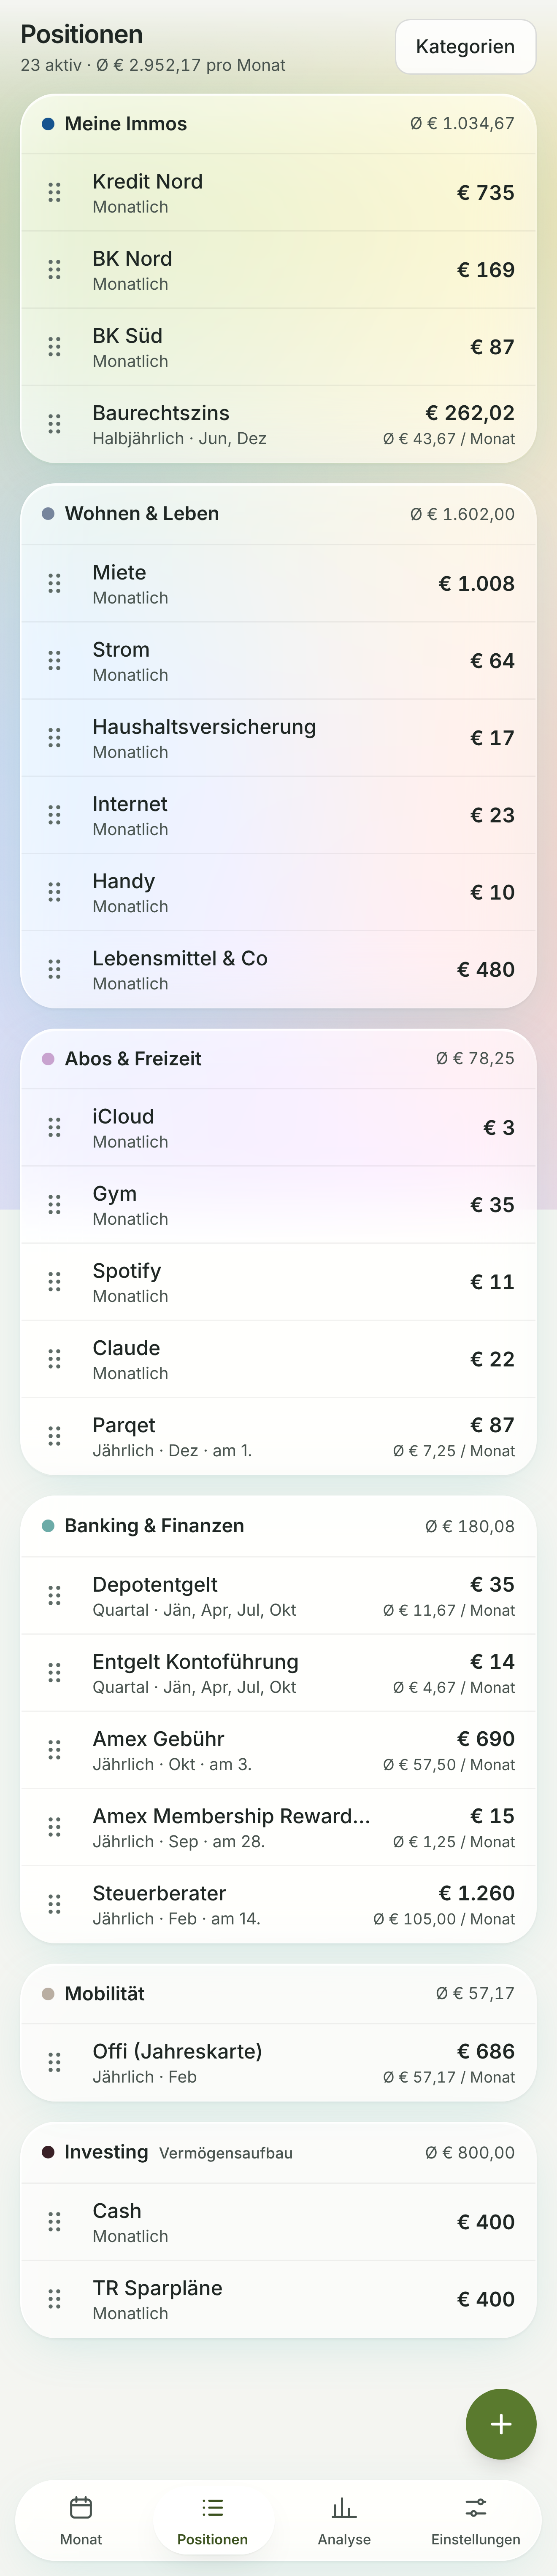 Positionen
Kategorien
23 aktiv · Ø € 2.952,17 pro Monat
Meine Immos Ø € 1.034,67
Kredit Nord € 735
Monatlich
BK Nord € 169
Monatlich
BK Süd € 87
Monatlich
Baurechtszins € 262,02
Halbjährlich · Jun, Dez Ø € 43,67 / Monat
Wohnen & Leben Ø € 1.602,00
Miete € 1.008
Monatlich
Strom € 64
Monatlich
Haushaltsversicherung € 17
Monatlich
Internet € 23
Monatlich
Handy € 10
Monatlich
Lebensmittel & Co € 480
Monatlich
Abos & Freizeit Ø € 78,25
iCloud € 3
Monatlich
Gym € 35
Monatlich
Spotify € 11
Monatlich
Claude € 22
Monatlich
Parqet € 87
Jährlich · Dez · am 1. Ø € 7,25 / Monat
Banking & Finanzen Ø € 180,08
Depotentgelt € 35
Quartal · Jän, Apr, Jul, Okt Ø € 11,67 / Monat
Entgelt Kontoführung € 14
Quartal · Jän, Apr, Jul, Okt Ø € 4,67 / Monat
Amex Gebühr € 690
Jährlich · Okt · am 3. Ø € 57,50 / Monat
Amex Membership Reward... € 15
Jährlich · Sep · am 28. Ø € 1,25 / Monat
Steuerberater € 1.260
Jährlich · Feb · am 14. Ø € 105,00 / Monat
Mobilität Ø € 57,17
Offi (Jahreskarte) € 686
Jährlich · Feb Ø € 57,17 / Monat
Investing Vermögensaufbau Ø € 800,00
Cash € 400
Monatlich
TR Sparpläne € 400
Monatlich
Monat Positionen Analyse Einstellungen